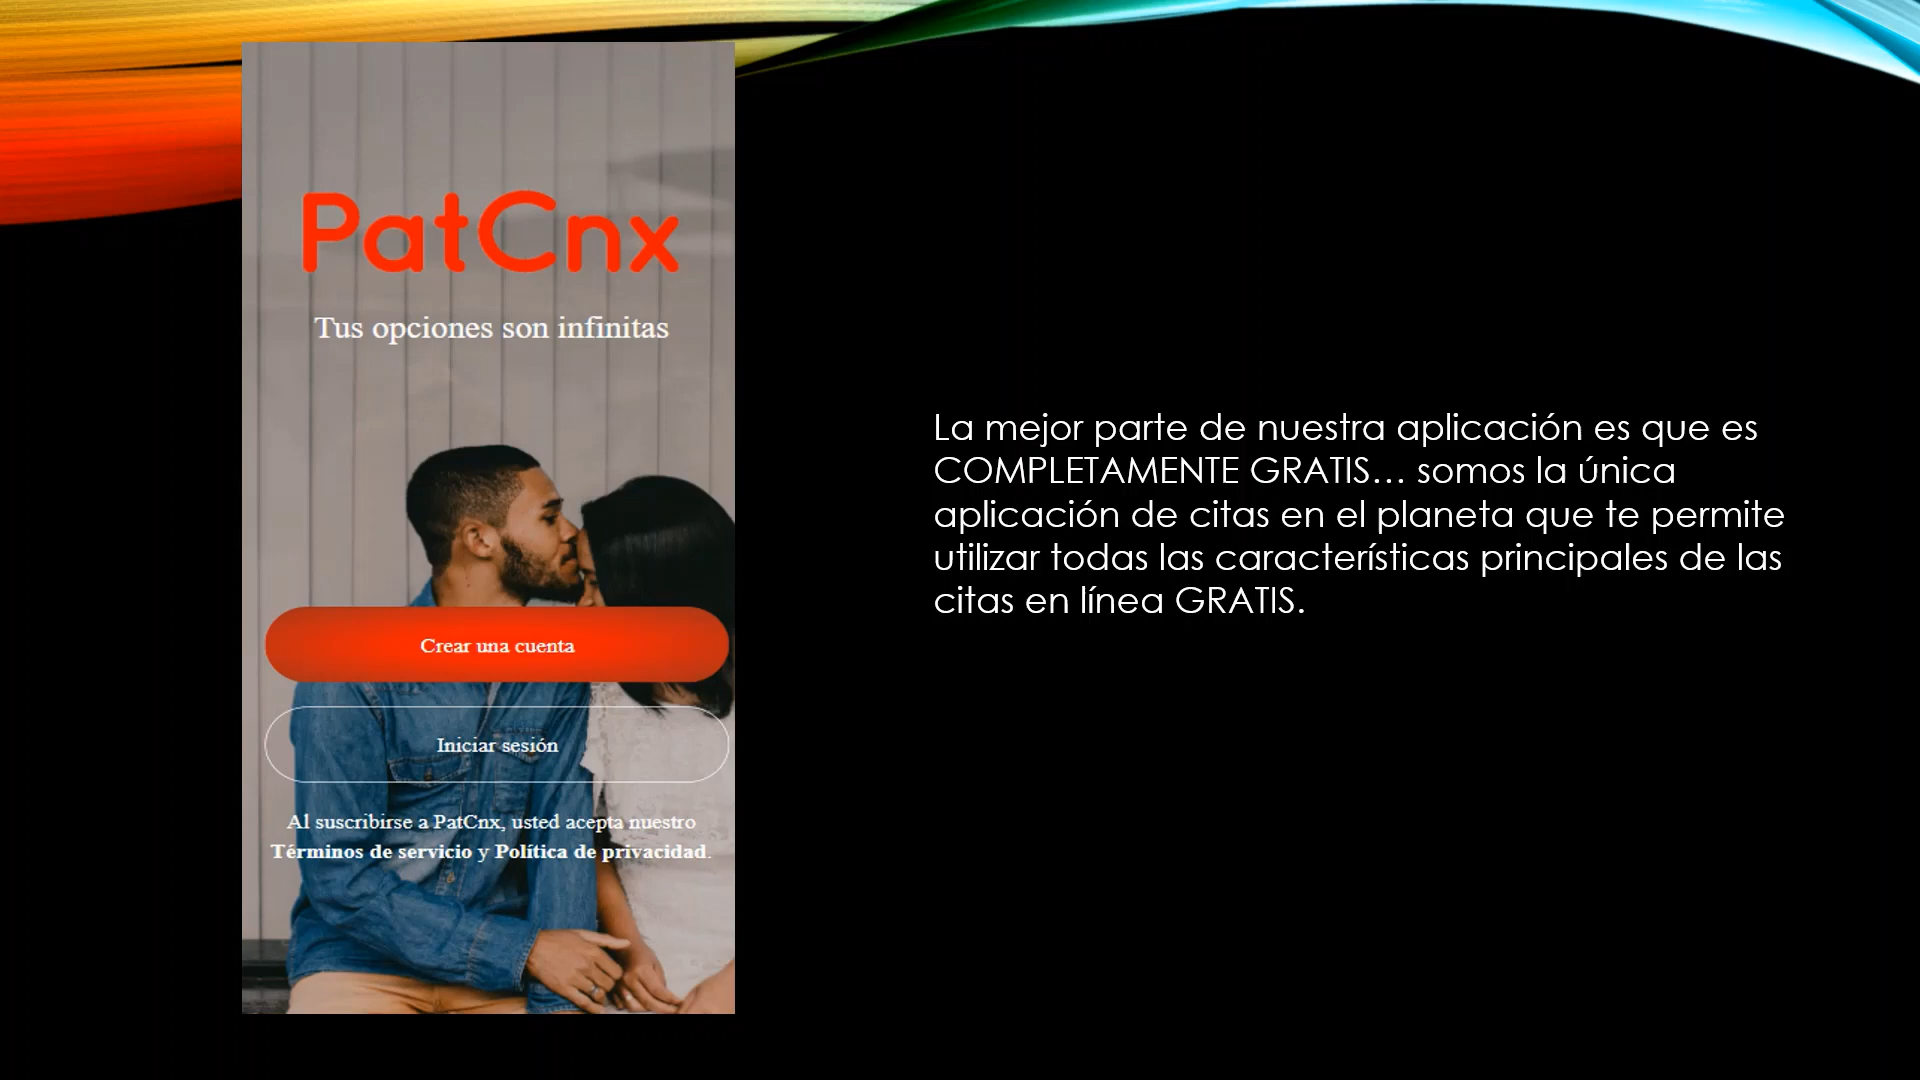 PatCnx
Tus opciones son infinitas
Crear una cuenta
Iniciar sesión
Al suscribirse a PatCnx, usted acepta nuestro
Términos de servicio y Política de privacidad.
La mejor parte de nuestra aplicación es que es
COMPLETAMENTE GRATIS… somos la única
aplicación de citas en el planeta que te permite
utilizar todas las características principales de las
citas en línea GRATIS.